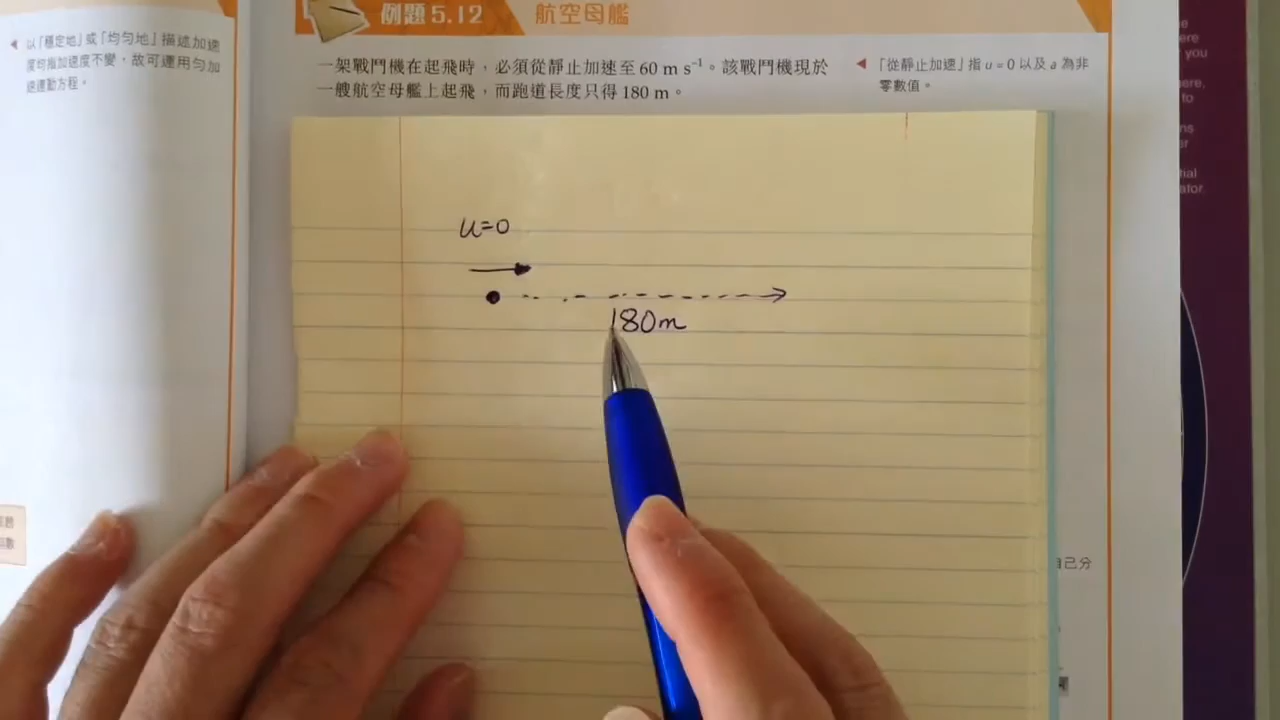 例題 5.12 航空母艦
以「穩定地」或「均勻地」描述加速
度均指加速度不變,故可運用勻加
速運動方程。
一架戰鬥機在起飛時,必須從靜止加速至 60 m s⁻¹。該戰鬥機現於
一艘航空母艦上起飛,而跑道長度只得 180 m。
「從靜止加速」指 u = 0 以及 a 為非
零數值。
u=0
180m
自己分